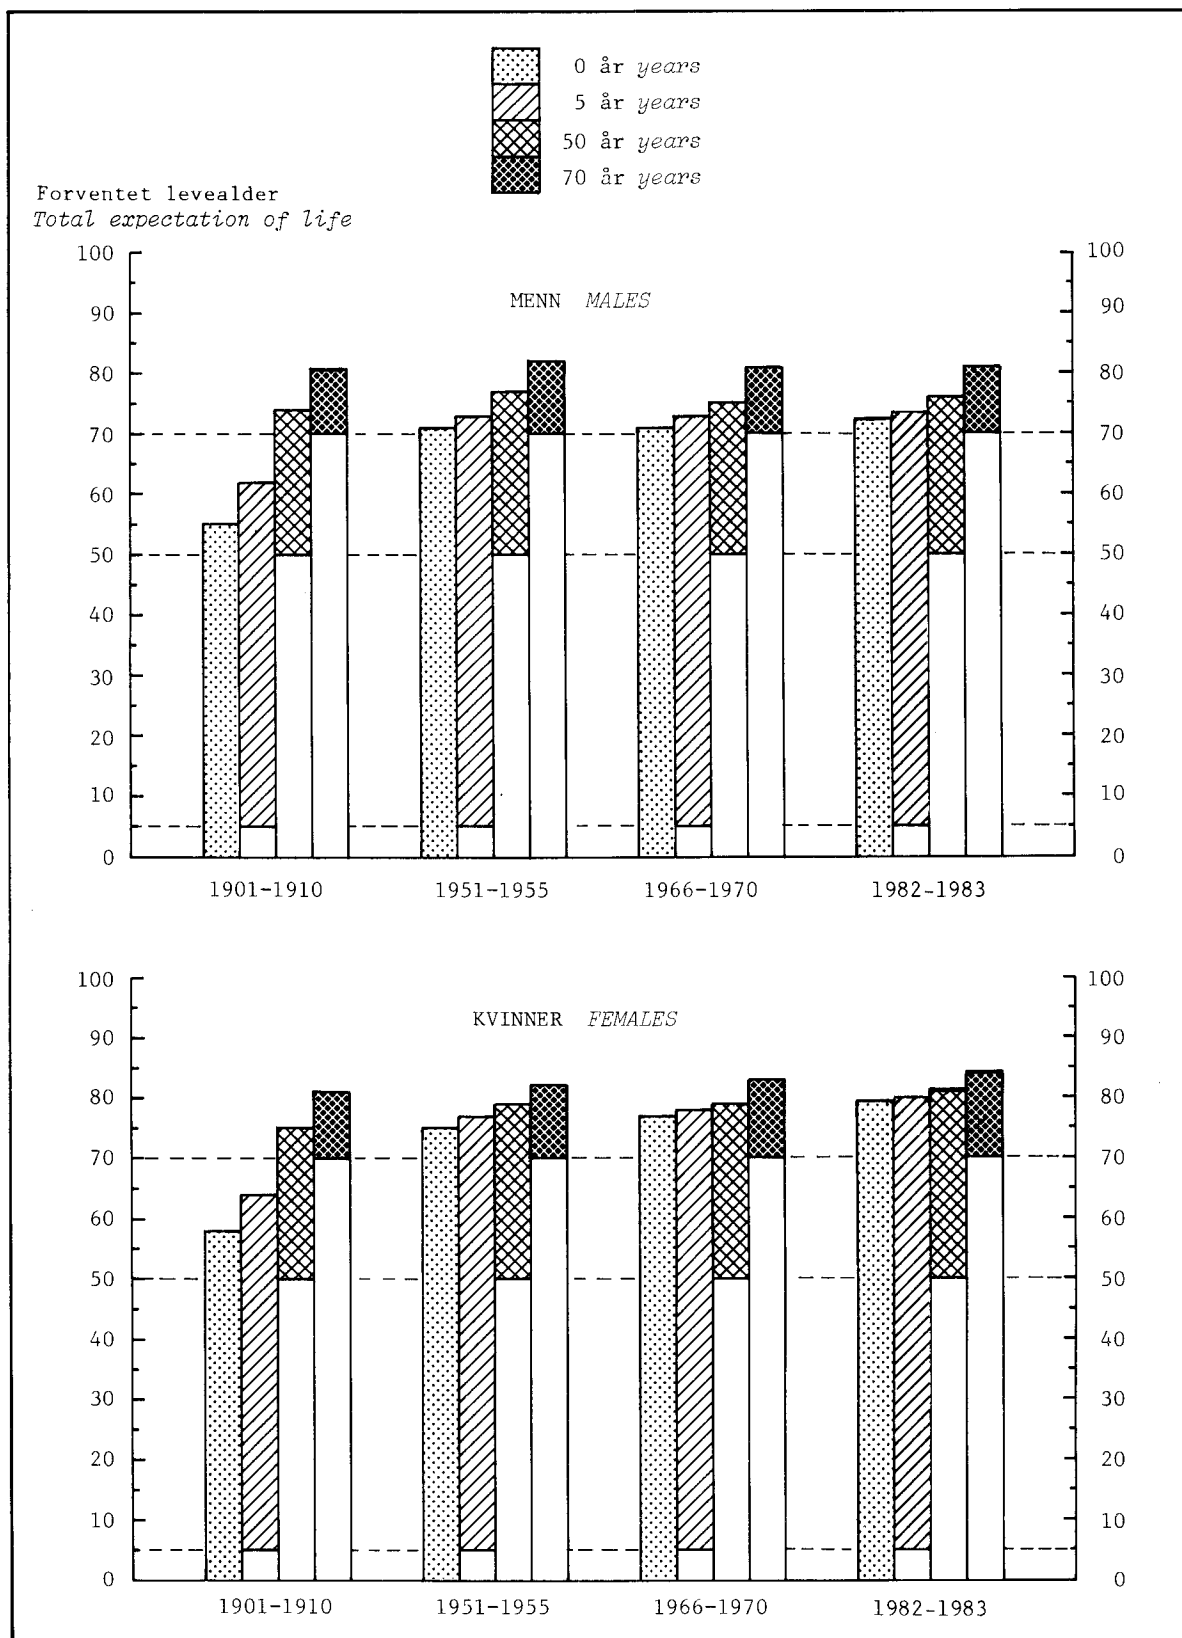 0 år years
5 år years
50 år years
70 år years
Forventet levealder
Total expectation of life
MENN MALES
100 100
90 90
80 80
70 70
60 60
50 50
40 40
30 30
20 20
10 10
0 0
1901-1910 1951-1955 1966-1970 1982-1983
KVINNER FEMALES
100 100
90 90
80 80
70 70
60 60
50 50
40 40
30 30
20 20
10 10
0 0
1901-1910 1951-1955 1966-1970 1982-1983